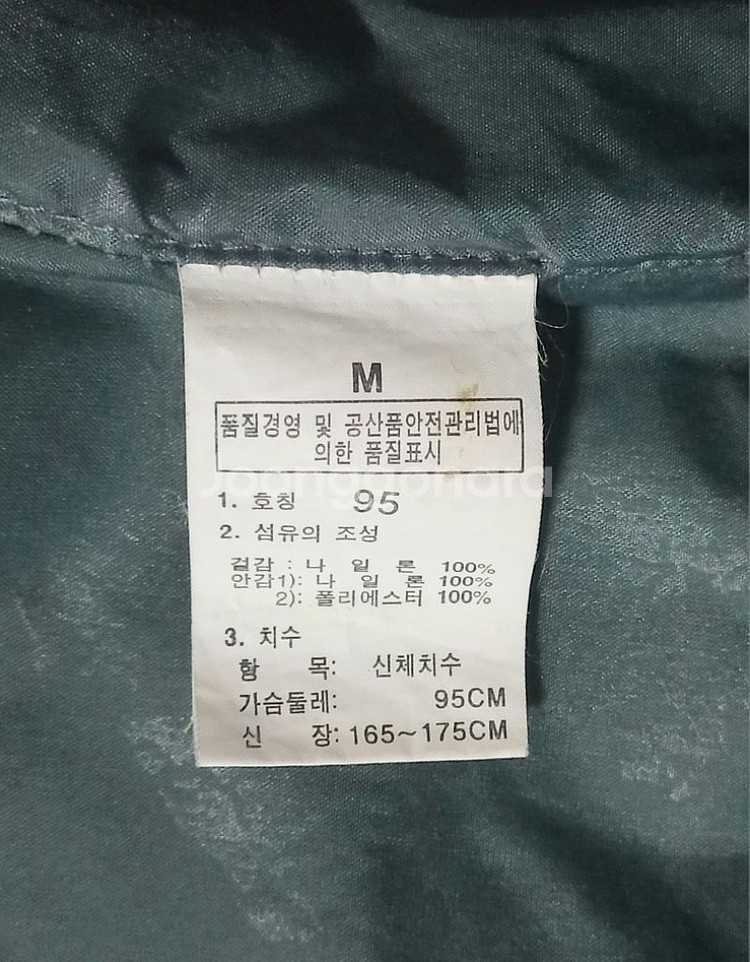 M
품질경영 및 공산품안전관리법에
의한 품질표시
Joonggonara
1. 호칭 95
2. 섬유의 조성
겉감 : 나 일 론 100%
안감1): 나 일 론 100%
2): 폴리에스터 100%
3. 치수
항 목: 신체치수
가슴둘레: 95CM
신 장: 165~175CM